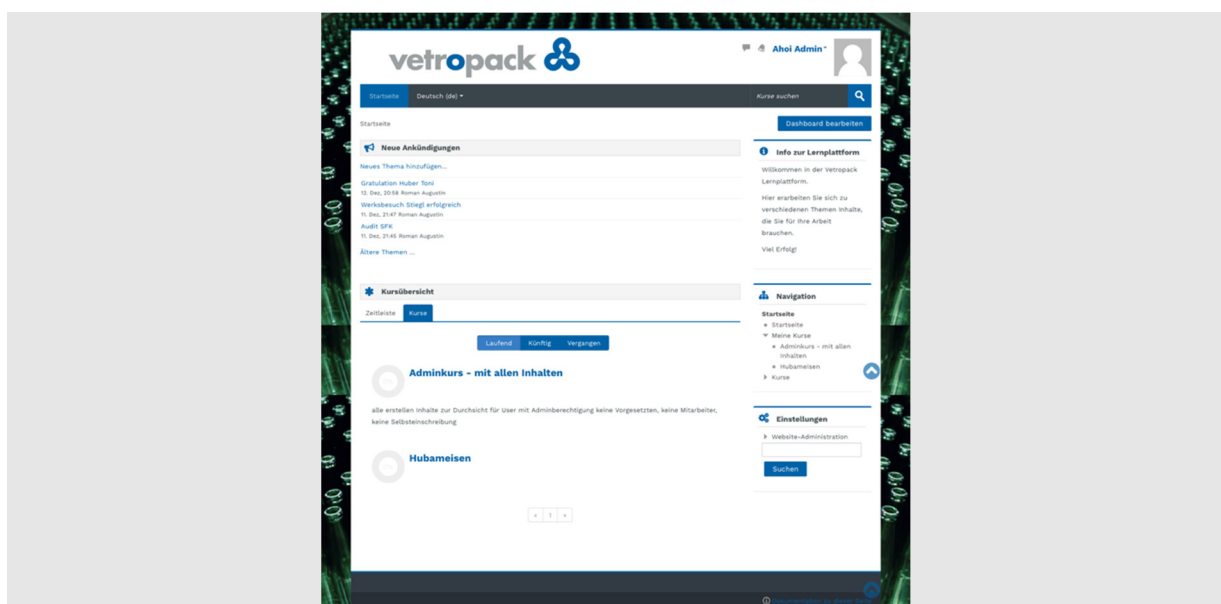 vetropack
Ahoi Admin
Startseite
Deutsch (de)
Kurse suchen
Startseite
Dashboard bearbeiten
Neue Ankündigungen
Neues Thema hinzufügen...
Gratulation Huber Toni
12. Dez, 20:58 Roman Augustin
Werksbesuch Stiegl erfolgreich
11. Dez, 21:47 Roman Augustin
Audit SFK
11. Dez, 21:45 Roman Augustin
Ältere Themen ...
Info zur Lernplattform
Willkommen in der Vetropack
Lernplattform.
Hier erarbeiten Sie sich zu
verschiedenen Themen Inhalte,
die Sie für Ihre Arbeit
brauchen.
Viel Erfolg!
Kursübersicht
Zeitleiste
Kurse
Laufend
Künftig
Vergangen
Adminkurs - mit allen Inhalten
alle erstellen Inhalte zur Durchsicht für User mit Adminberechtigung keine Vorgesetzten, keine Mitarbeiter,
keine Selbsteinschreibung
Hubameisen
« 1 »
Navigation
Startseite
Startseite
Meine Kurse
Adminkurs - mit allen
Inhalten
Hubameisen
Kurse
Einstellungen
Website-Administration
Suchen
Dokumentation zu dieser Seite